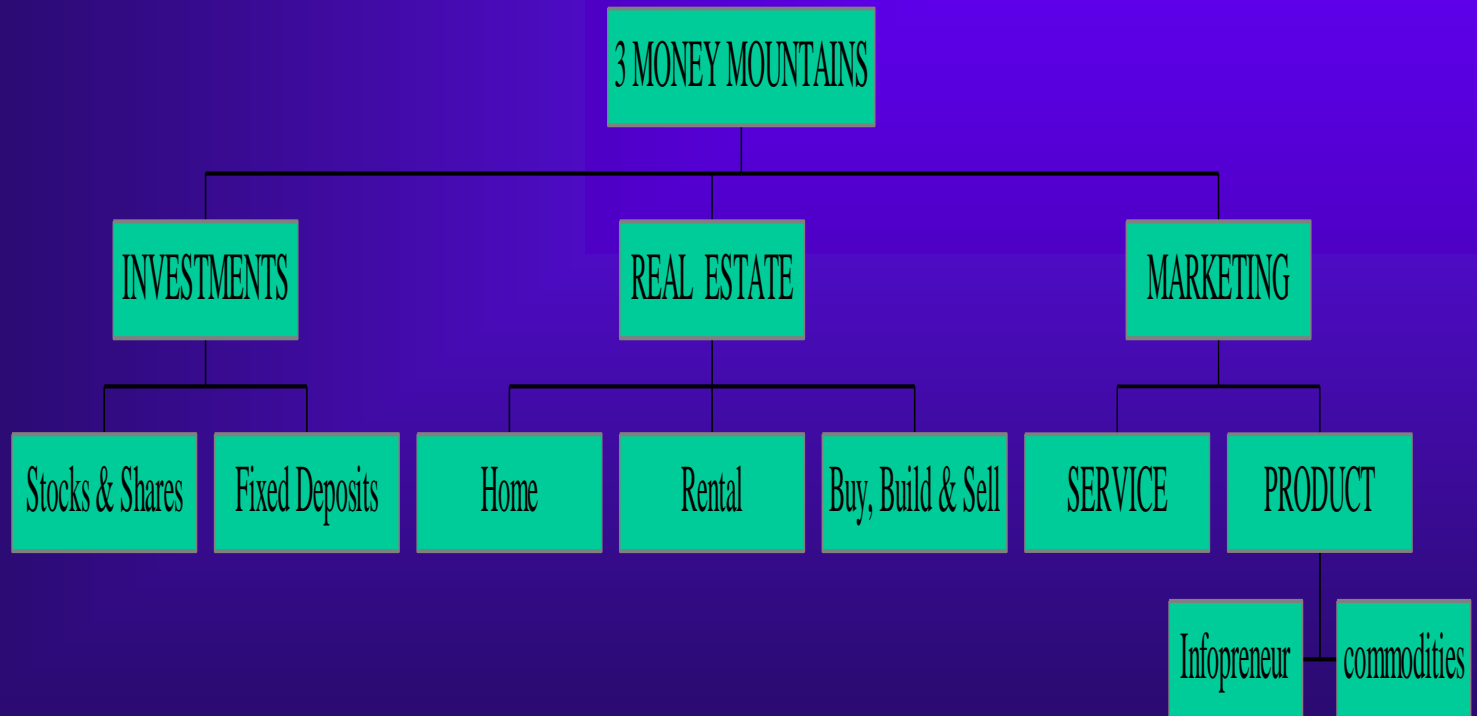 3 MONEY MOUNTAINS
INVESTMENTS
REAL ESTATE
MARKETING
Stocks & Shares
Fixed Deposits
Home
Rental
Buy, Build & Sell
SERVICE
PRODUCT
Infopreneur
commodities